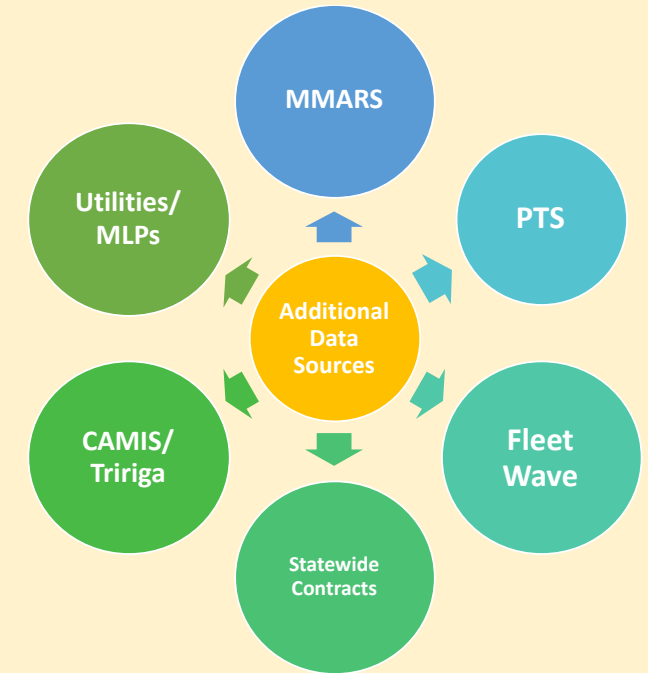 MMARS
PTS
Fleet
Wave
Statewide
Contracts
CAMIS/
Tririga
Utilities/
MLPs
Additional
Data
Sources